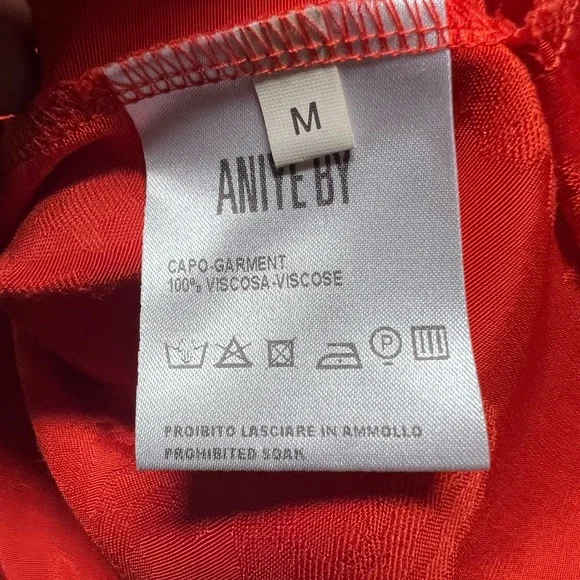 M
ANIYE BY
CAPO-GARMENT
100% VISCOSA-VISCOSE
P
PROIBITO LASCIARE IN AMMOLLO
PROHIBITED SOAK